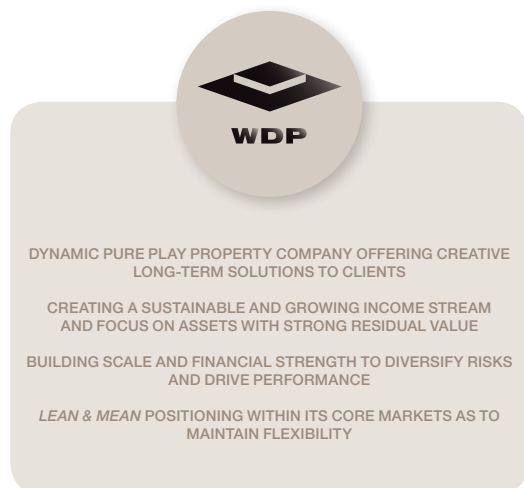 WDP
DYNAMIC PURE PLAY PROPERTY COMPANY OFFERING CREATIVE
LONG-TERM SOLUTIONS TO CLIENTS
CREATING A SUSTAINABLE AND GROWING INCOME STREAM
AND FOCUS ON ASSETS WITH STRONG RESIDUAL VALUE
BUILDING SCALE AND FINANCIAL STRENGTH TO DIVERSIFY RISKS
AND DRIVE PERFORMANCE
LEAN & MEAN POSITIONING WITHIN ITS CORE MARKETS AS TO
MAINTAIN FLEXIBILITY